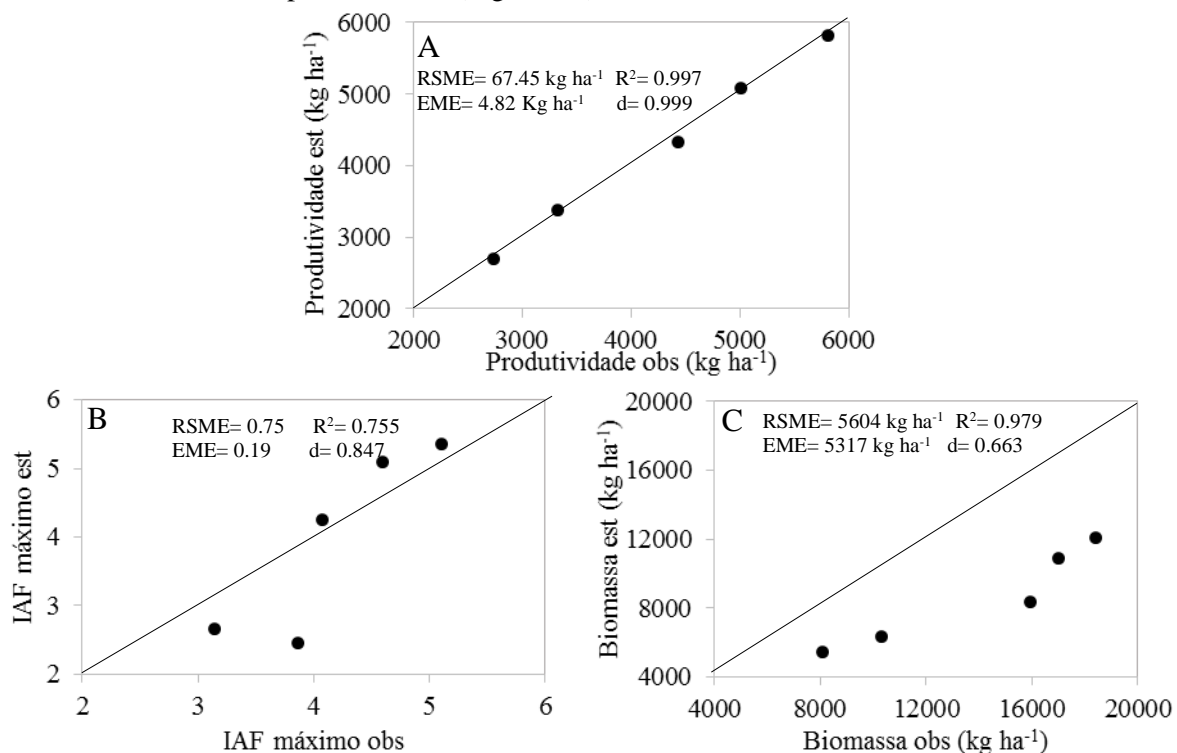 A
RSME= 67.45 kg ha⁻¹ R²= 0.997
EME= 4.82 Kg ha⁻¹ d= 0.999
Produtividade est (kg ha⁻¹)
6000
5000
4000
3000
2000
2000 3000 4000 5000 6000
Produtividade obs (kg ha⁻¹)
B
RSME= 0.75 R²= 0.755
EME= 0.19 d= 0.847
IAF máximo est
6
5
4
3
2
2 3 4 5 6
IAF máximo obs
C
RSME= 5604 kg ha⁻¹ R²= 0.979
EME= 5317 kg ha⁻¹ d= 0.663
Biomassa est (kg ha⁻¹)
20000
16000
12000
8000
4000
4000 8000 12000 16000 20000
Biomassa obs (kg ha⁻¹)